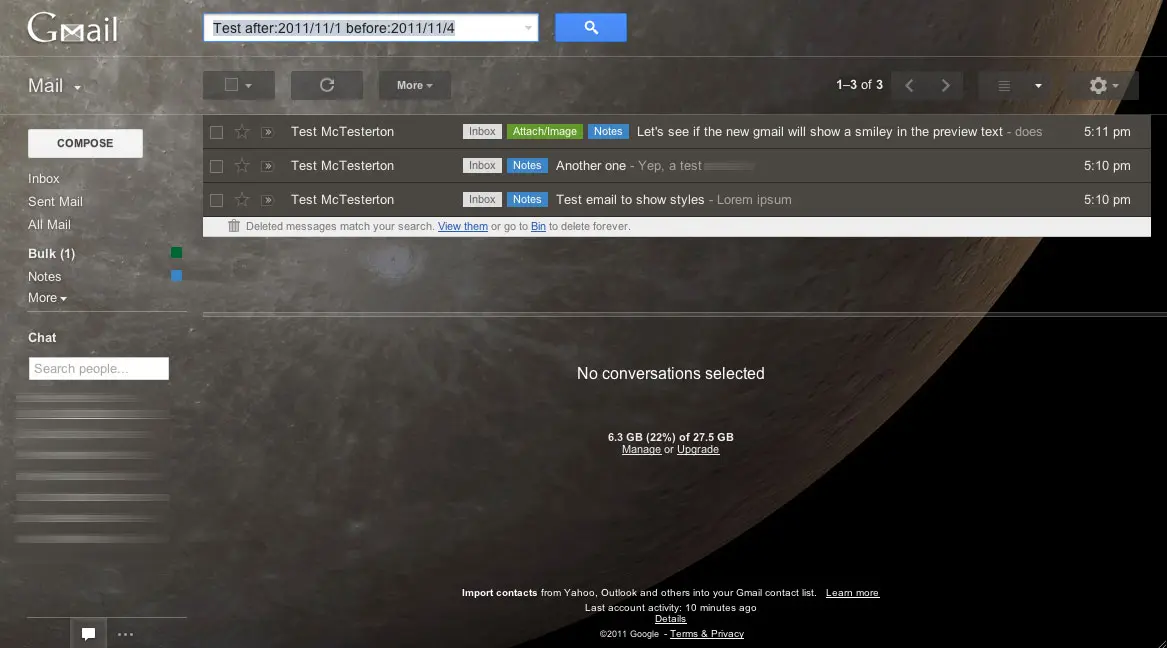 Gmail
Test after:2011/11/1 before:2011/11/4
Mail
More
1–3 of 3
COMPOSE
Test McTesterton Inbox Attach/Image Notes Let's see if the new gmail will show a smiley in the preview text - does 5:11 pm
Test McTesterton Inbox Notes Another one - Yep, a test 5:10 pm
Test McTesterton Inbox Notes Test email to show styles - Lorem ipsum 5:10 pm
Deleted messages match your search. View them or go to Bin to delete forever.
Inbox
Sent Mail
All Mail
Bulk (1)
Notes
More
Chat
Search people...
No conversations selected
6.3 GB (22%) of 27.5 GB
Manage or Upgrade
Import contacts from Yahoo, Outlook and others into your Gmail contact list. Learn more
Last account activity: 10 minutes ago
Details
©2011 Google - Terms & Privacy